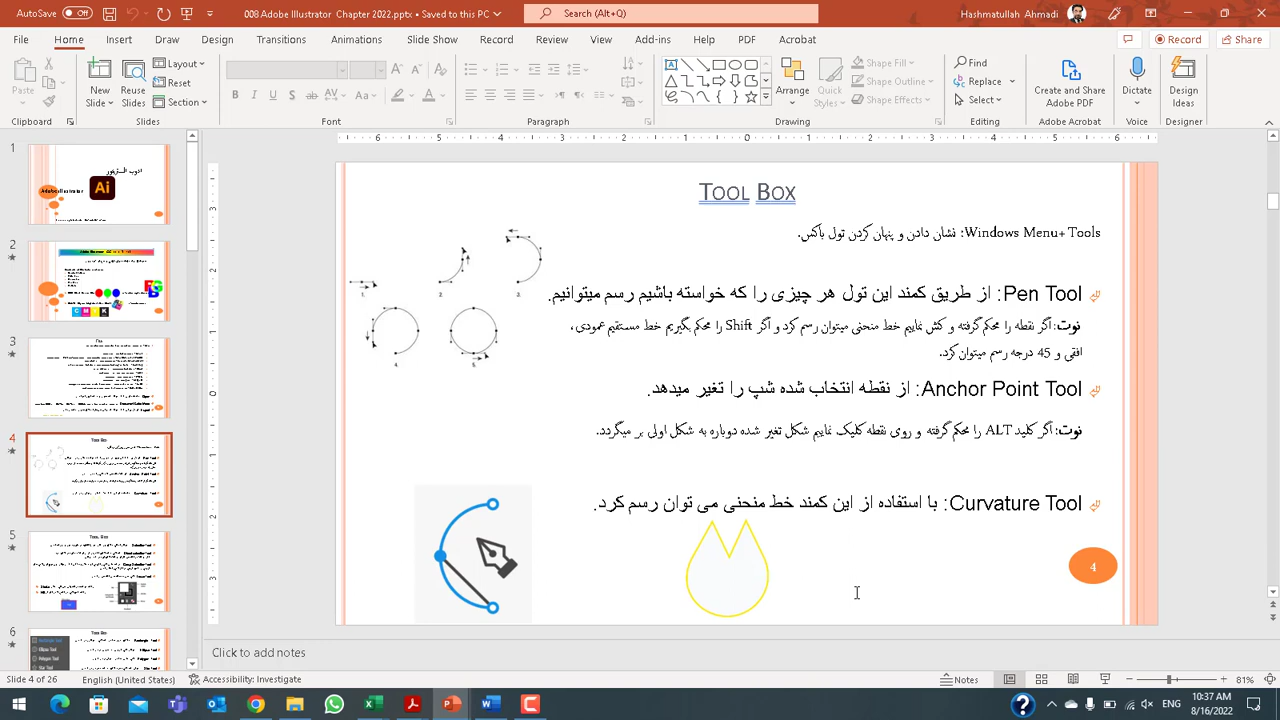 AutoSave
Off
008 Adobe Illustrator Chapter 2022.pptx • Saved to this PC
Search (Alt+Q)
Hashmatullah Ahmadi
File
Home
Insert
Draw
Design
Transitions
Animations
Slide Show
Record
Review
View
Add-ins
Help
PDF
Acrobat
Record
Share
Paste
New Slide
Reuse Slides
Layout
Reset
Section
Shape Fill
Shape Outline
Shape Effects
Arrange
Quick Styles
Find
Replace
Select
Create and Share Adobe PDF
Dictate
Design Ideas
Clipboard
Slides
Font
Paragraph
Drawing
Editing
Adobe Acrobat
Voice
Designer
Tool Box
Windows Menu+ Tools: نشان دادن و پنهان کردن تول باکس.
Pen Tool: از طریق کمند این تول هر چیزی را که خواسته باشیم رسم میتوانیم.
نوت: اگر نقطه را محکم گرفته و کش نماییم خط منحنی میتوان رسم کرد و اگر Shift را محکم بگیریم خط مستقیم عمودی،
افقی و 45 درجه رسم میتوان کرد.
Anchor Point Tool: از نقطه انتخاب شده شپ را تغیر میدهد.
نوت: اگر کلید ALT را محکم گرفته و روی نقطه کلیک نماییم شکل تغیر شده دوباره به شکل اولی بر میگردد.
Curvature Tool: با استفاده از این کمند خط منحنی می توان رسم کرد.
4
Click to add notes
Slide 4 of 26
English (United States)
Accessibility: Investigate
Notes
81%
ENG
10:37 AM
8/16/2022